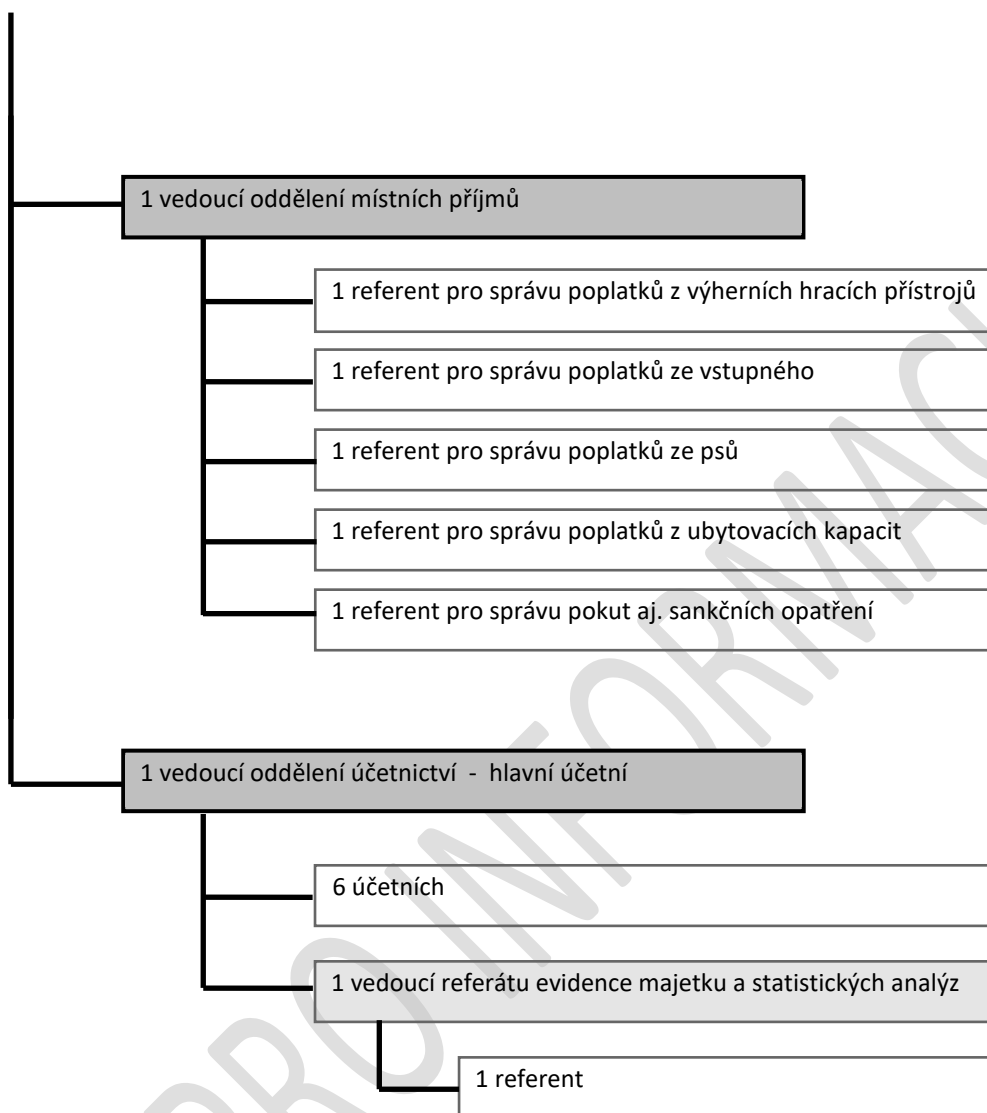 1 vedoucí oddělení místních příjmů
1 referent pro správu poplatků z výherních hracích přístrojů
1 referent pro správu poplatků ze vstupného
1 referent pro správu poplatků ze psů
1 referent pro správu poplatků z ubytovacích kapacit
1 referent pro správu pokut aj. sankčních opatření
1 vedoucí oddělení účetnictví - hlavní účetní
6 účetních
1 vedoucí referátu evidence majetku a statistických analýz
1 referent
PRO INFORMAC